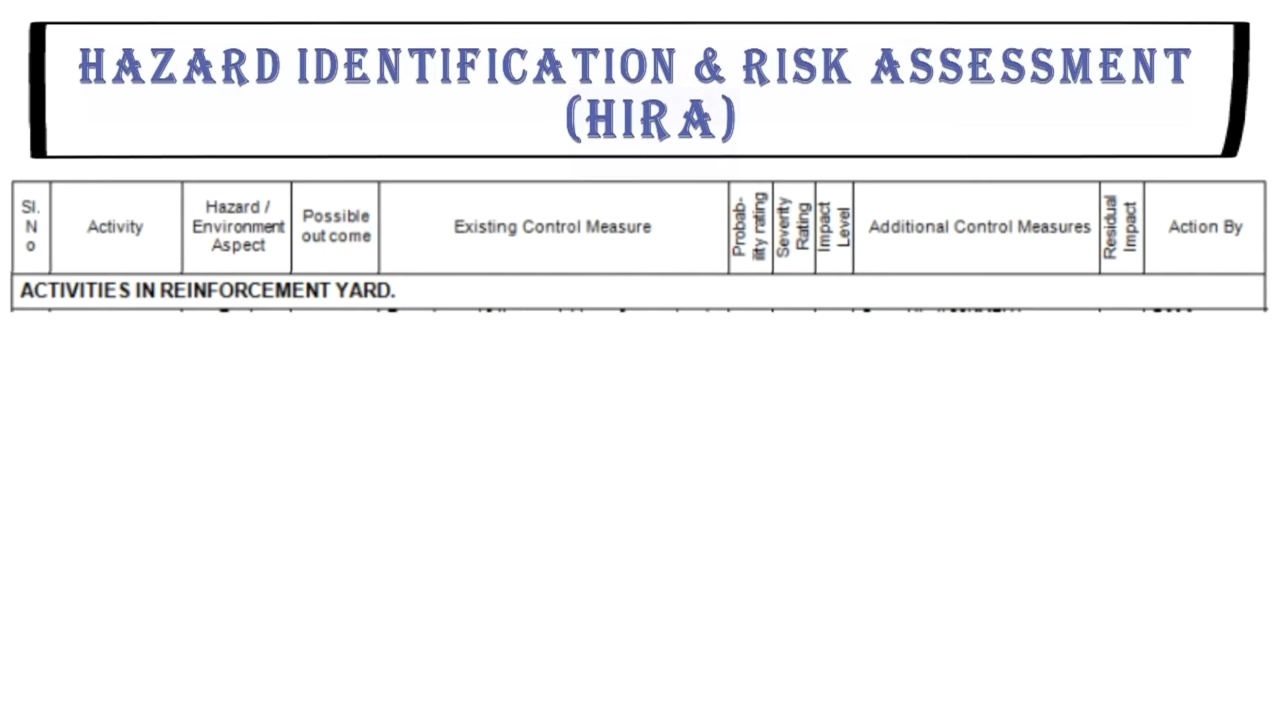 HAZARD IDENTIFICATION & RISK ASSESSMENT
(HIRA)
Sl.
N
o
Activity
Hazard /
Environment
Aspect
Possible
out come
Existing Control Measure
Probab-
ility rating
Severity
Rating
Impact
Level
Additional Control Measures
Residual
Impact
Action By
ACTIVITIES IN REINFORCEMENT YARD.